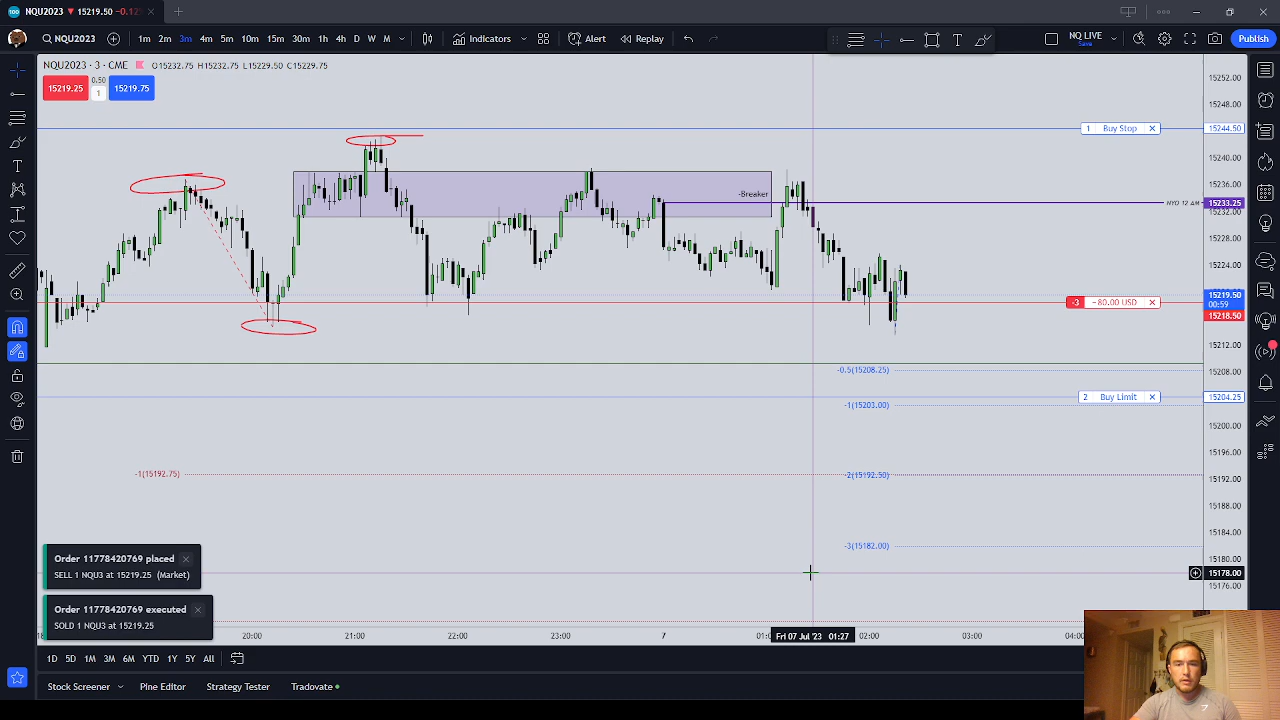 NQU2023 15219.50 −0.12
NQU2023 1m 2m 3m 4m 5m 10m 15m 30m 1h 4h D W M Indicators Alert Replay NQ LIVE Save Publish
NQU2023 · 3 · CME O15232.75 H15232.75 L15229.50 C15229.75
15219.25 0.50 1 15219.75
15252.00
15248.00
1 Buy Stop 15244.50
15240.00
15236.00
-Breaker
NYO 12 AM 15233.25
15232.00
15228.00
15224.00
15219.50
00:59
-3 −80.00 USD
15218.50
15212.00
-0.5(15208.25) 15208.00
2 Buy Limit 15204.25
-1(15203.00)
15200.00
15196.00
-1(15192.75) -2(15192.50) 15192.00
15188.00
15184.00
-3(15182.00)
15180.00
Order 11778420769 placed
SELL 1 NQU3 at 15219.25 (Market)
15178.00
15176.00
Order 11778420769 executed
SOLD 1 NQU3 at 15219.25
20:00 21:00 22:00 23:00 7 Fri 07 Jul '23 01:27 02:00 03:00
1D 5D 1M 3M 6M YTD 1Y 5Y All
Stock Screener Pine Editor Strategy Tester Tradovate